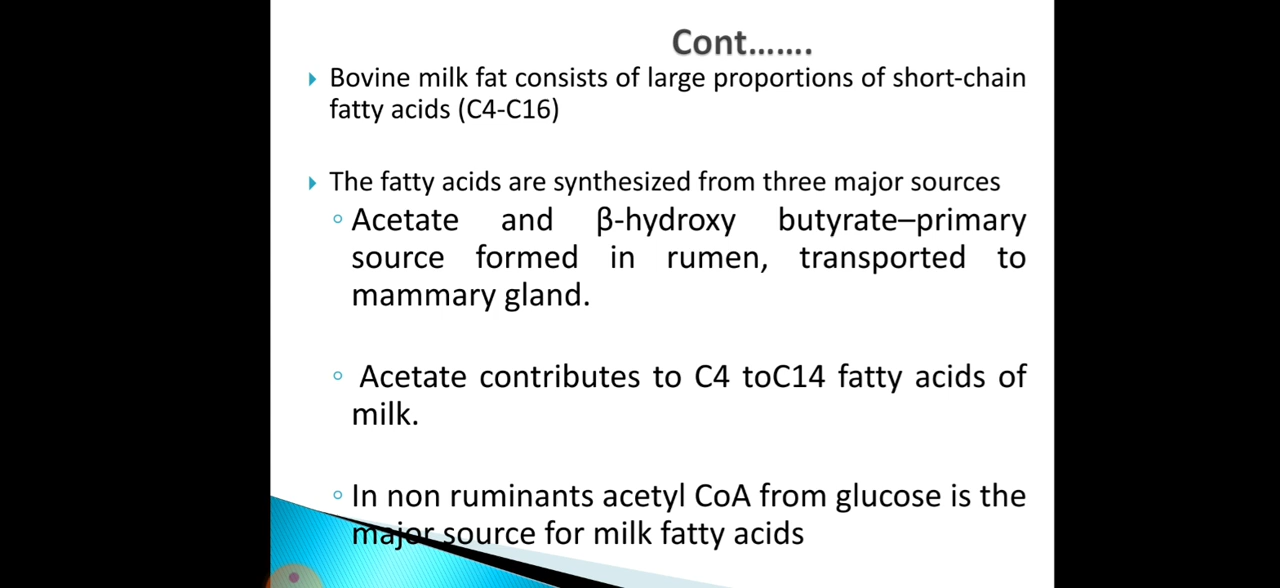 Cont.......
Bovine milk fat consists of large proportions of short-chain
fatty acids (C4-C16)
The fatty acids are synthesized from three major sources
Acetate and β-hydroxy butyrate–primary
source formed in rumen, transported to
mammary gland.
Acetate contributes to C4 toC14 fatty acids of
milk.
In non ruminants acetyl CoA from glucose is the
major source for milk fatty acids